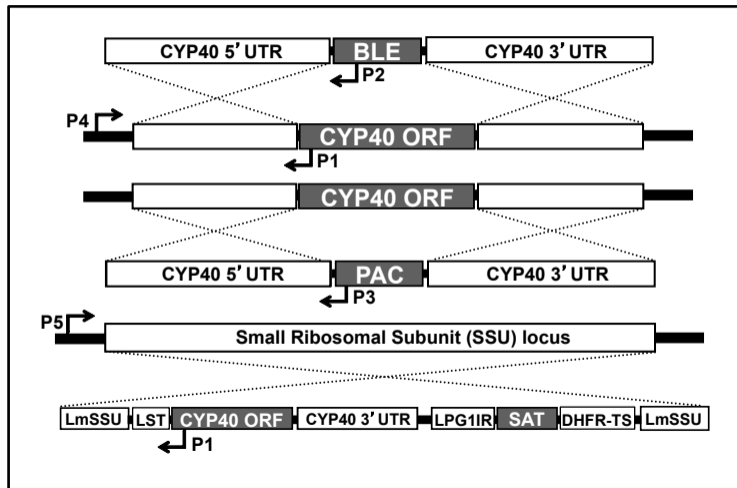 CYP40 5' UTR BLE CYP40 3' UTR
P2
P4
CYP40 ORF
P1
CYP40 ORF
CYP40 5' UTR PAC CYP40 3' UTR
P3
P5
Small Ribosomal Subunit (SSU) locus
LmSSU LST CYP40 ORF CYP40 3' UTR LPG1IR SAT DHFR-TS LmSSU
P1